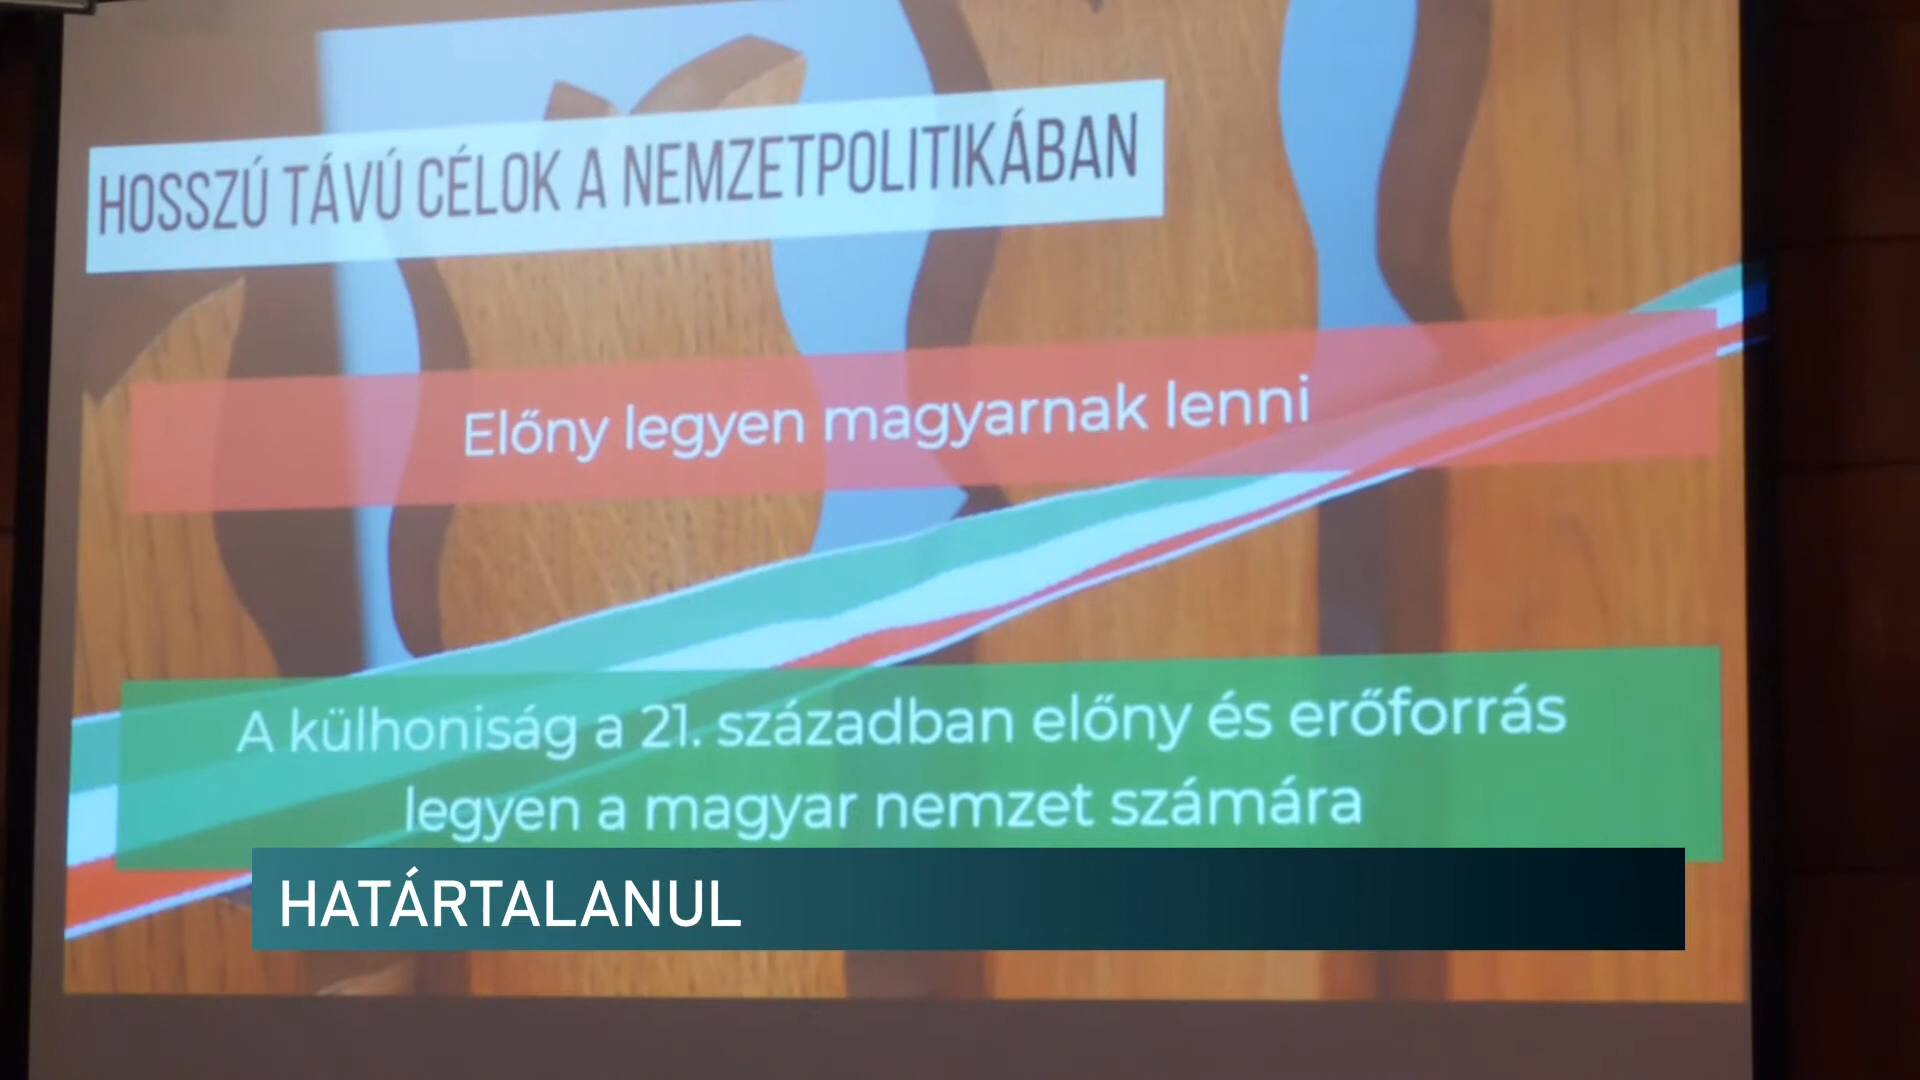 HOSSZÚ TÁVÚ CÉLOK A NEMZETPOLITIKÁBAN
Előny legyen magyarnak lenni
A külhoniság a 21. században előny és erőforrás
legyen a magyar nemzet számára
HATÁRTALANUL